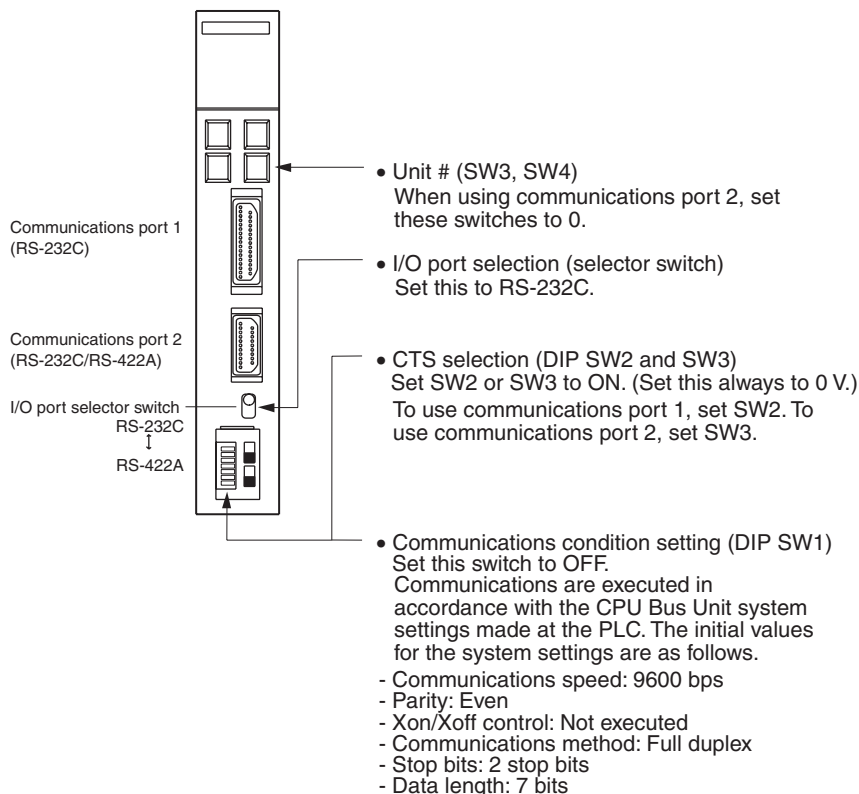 • Unit # (SW3, SW4)
When using communications port 2, set
these switches to 0.
Communications port 1
(RS-232C)
• I/O port selection (selector switch)
Set this to RS-232C.
Communications port 2
(RS-232C/RS-422A)
• CTS selection (DIP SW2 and SW3)
Set SW2 or SW3 to ON. (Set this always to 0 V.)
To use communications port 1, set SW2. To
use communications port 2, set SW3.
I/O port selector switch
RS-232C
↕
RS-422A
• Communications condition setting (DIP SW1)
Set this switch to OFF.
Communications are executed in
accordance with the CPU Bus Unit system
settings made at the PLC. The initial values
for the system settings are as follows.
- Communications speed: 9600 bps
- Parity: Even
- Xon/Xoff control: Not executed
- Communications method: Full duplex
- Stop bits: 2 stop bits
- Data length: 7 bits